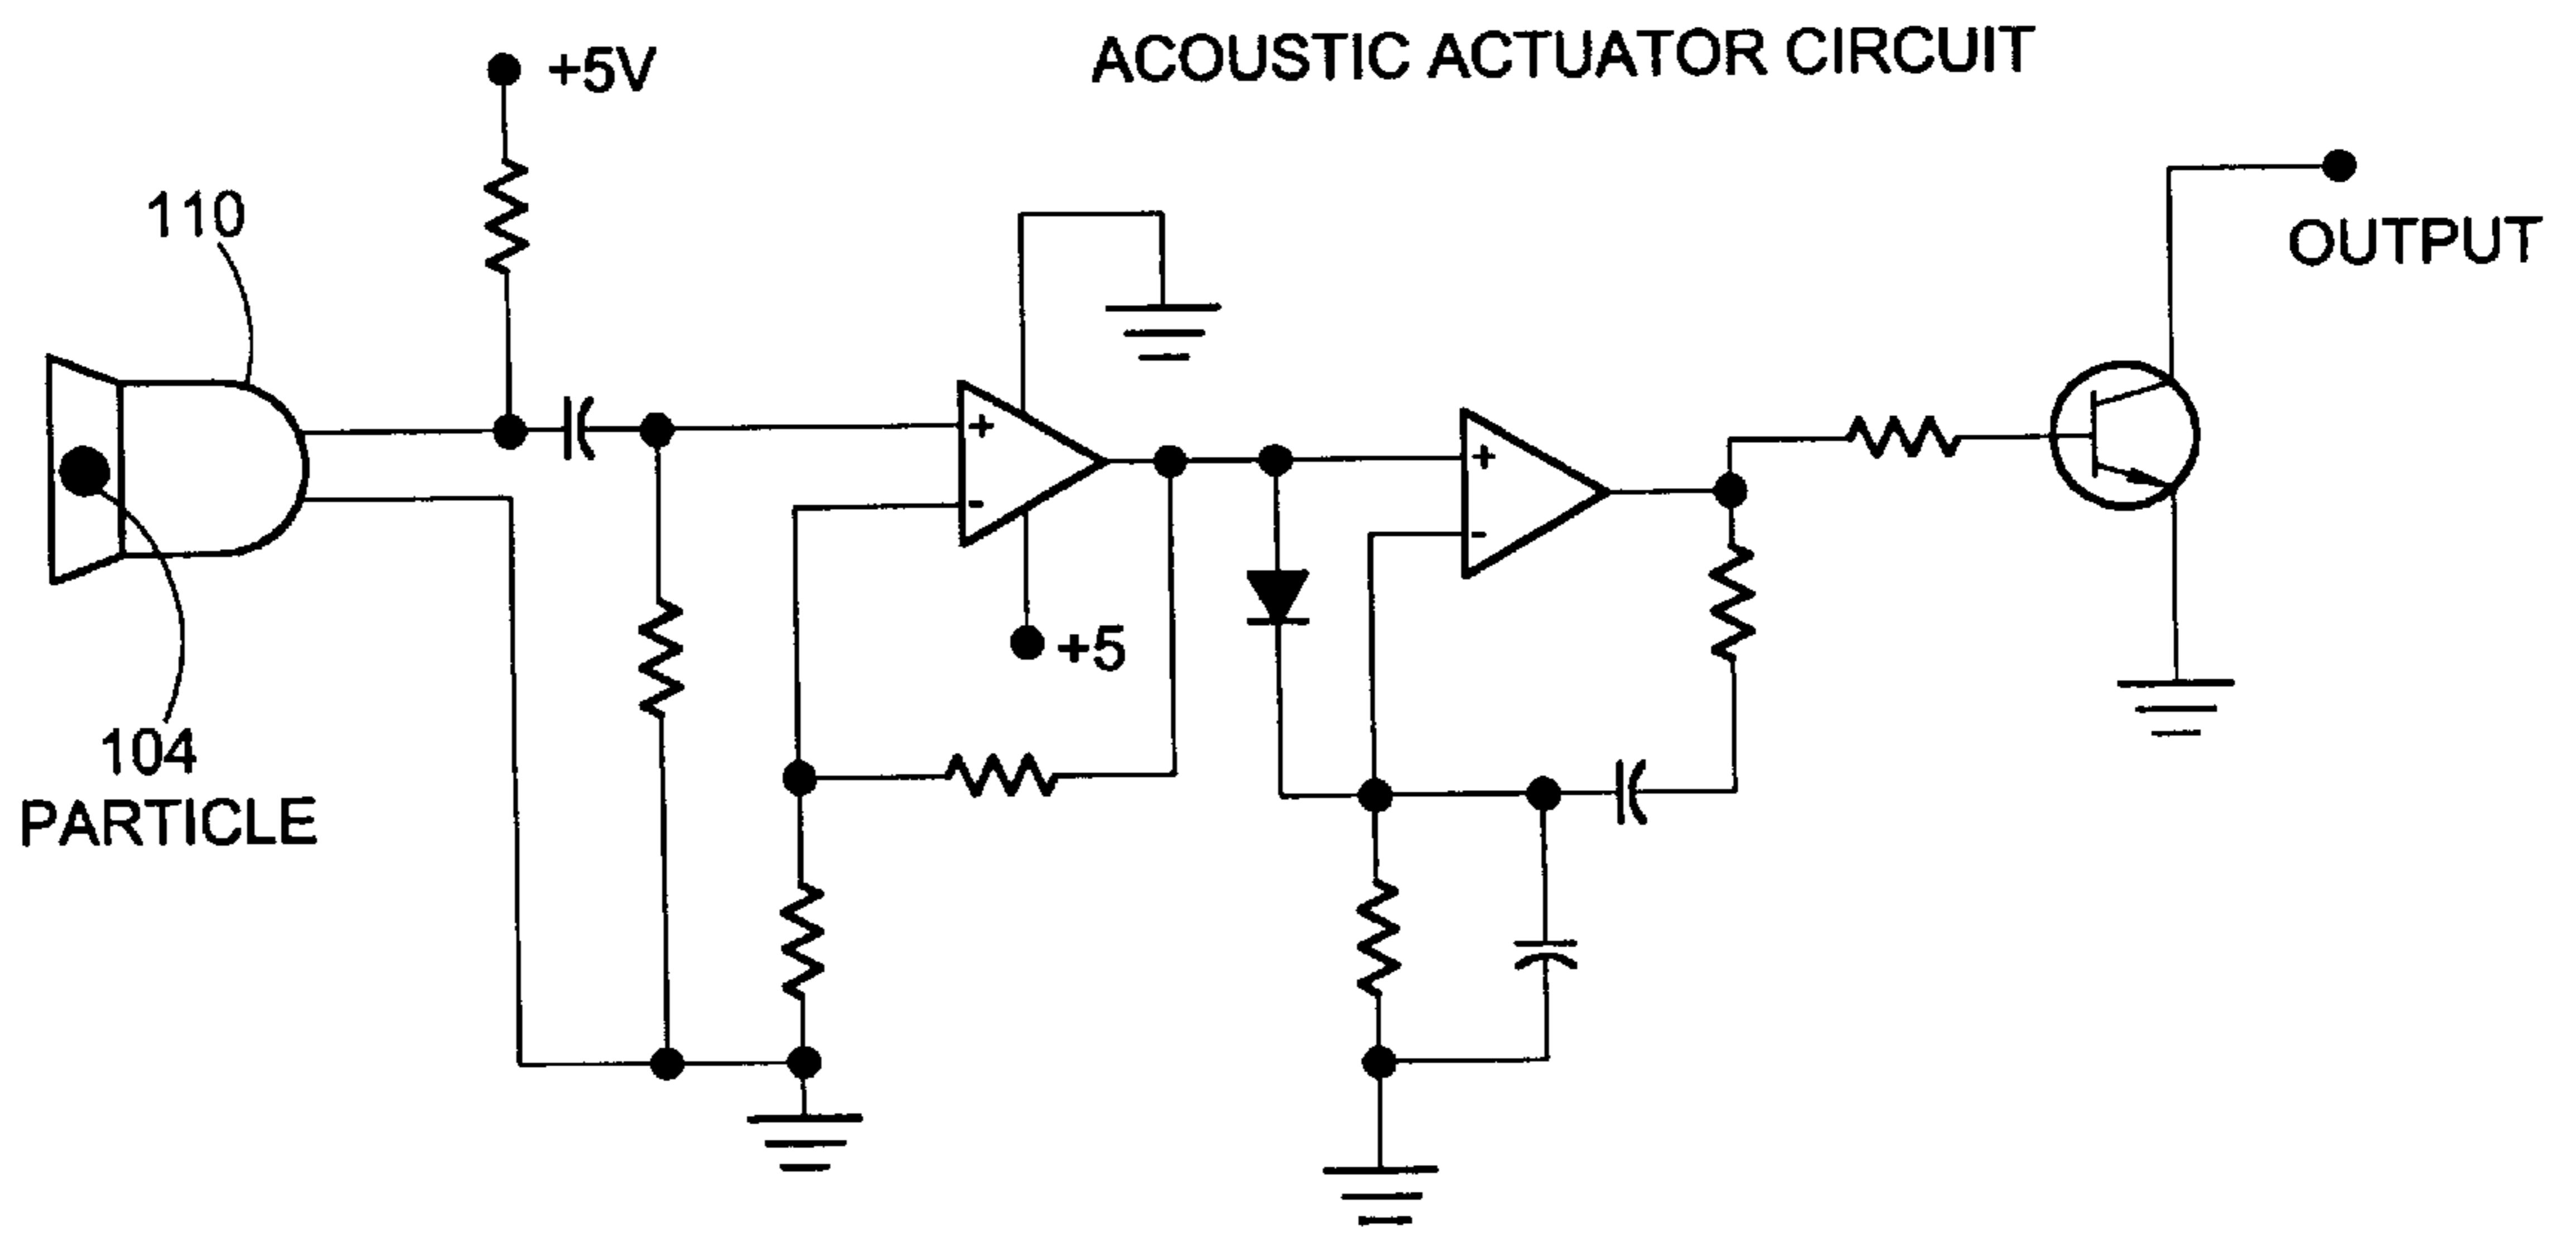 ACOUSTIC ACTUATOR CIRCUIT
+5V
110
OUTPUT
+
-
+
-
+5
104
PARTICLE